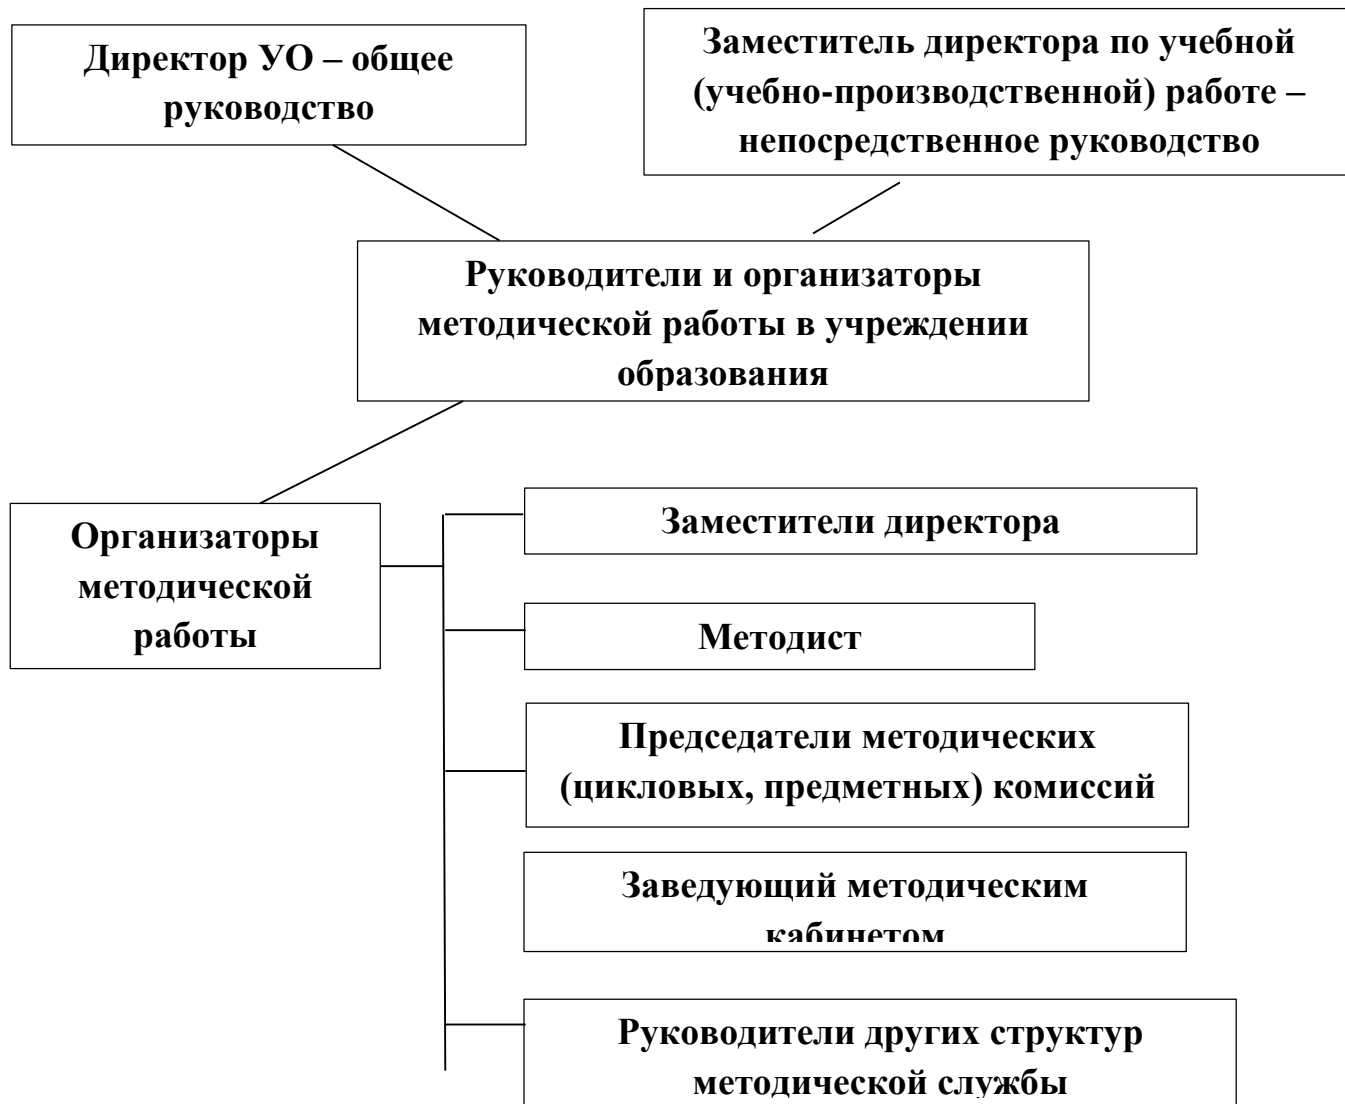 Директор УО – общее
руководство
Заместитель директора по учебной
(учебно-производственной) работе –
непосредственное руководство
Руководители и организаторы
методической работы в учреждении
образования
Организаторы
методической
работы
Заместители директора
Методист
Председатели методических
(цикловых, предметных) комиссий
Заведующий методическим
кабинетом
Руководители других структур
методической службы